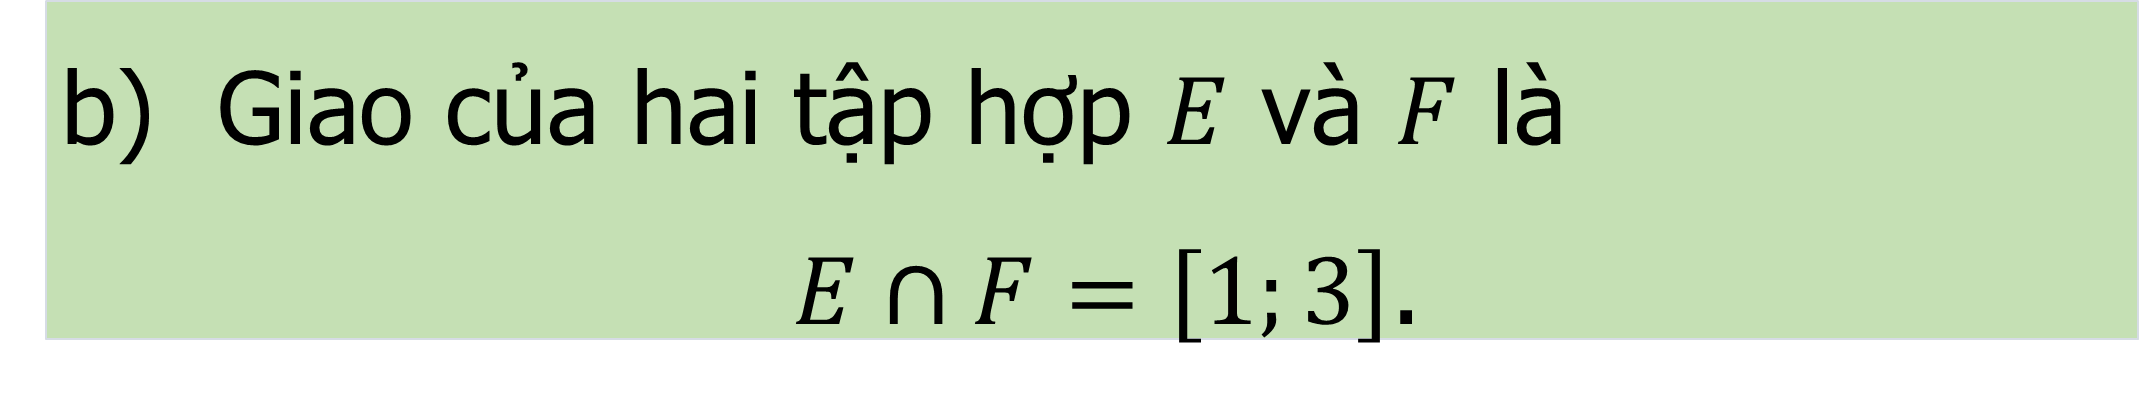 b) Giao của hai tập hợp E và F là
E ∩ F = [1; 3].